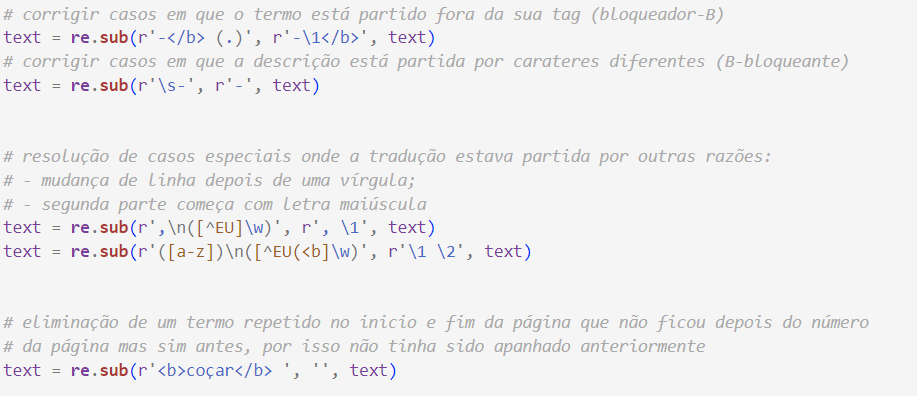 # corrigir casos em que o termo está partido fora da sua tag (bloqueador-B)
text = re.sub(r'-</b> (.)', r'-\1</b>', text)
# corrigir casos em que a descrição está partida por carateres diferentes (B-bloqueante)
text = re.sub(r'\s-', r'-', text)
# resolução de casos especiais onde a tradução estava partida por outras razões:
# - mudança de linha depois de uma vírgula;
# - segunda parte começa com letra maiúscula
text = re.sub(r',\n([^EU]\w)', r', \1', text)
text = re.sub(r'([a-z])\n([^EU(<b]\w)', r'\1 \2', text)
# eliminação de um termo repetido no inicio e fim da página que não ficou depois do número
# da página mas sim antes, por isso não tinha sido apanhado anteriormente
text = re.sub(r'<b>coçar</b> ', '', text)